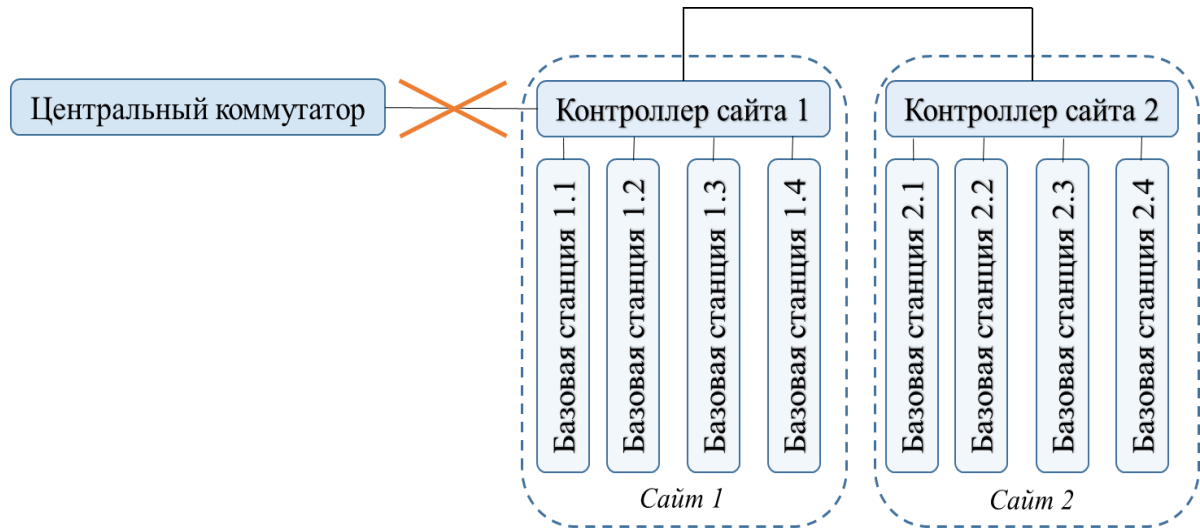 Центральный коммутатор
Контроллер сайта 1
Контроллер сайта 2
Базовая станция 1.1
Базовая станция 1.2
Базовая станция 1.3
Базовая станция 1.4
Базовая станция 2.1
Базовая станция 2.2
Базовая станция 2.3
Базовая станция 2.4
Сайт 1
Сайт 2